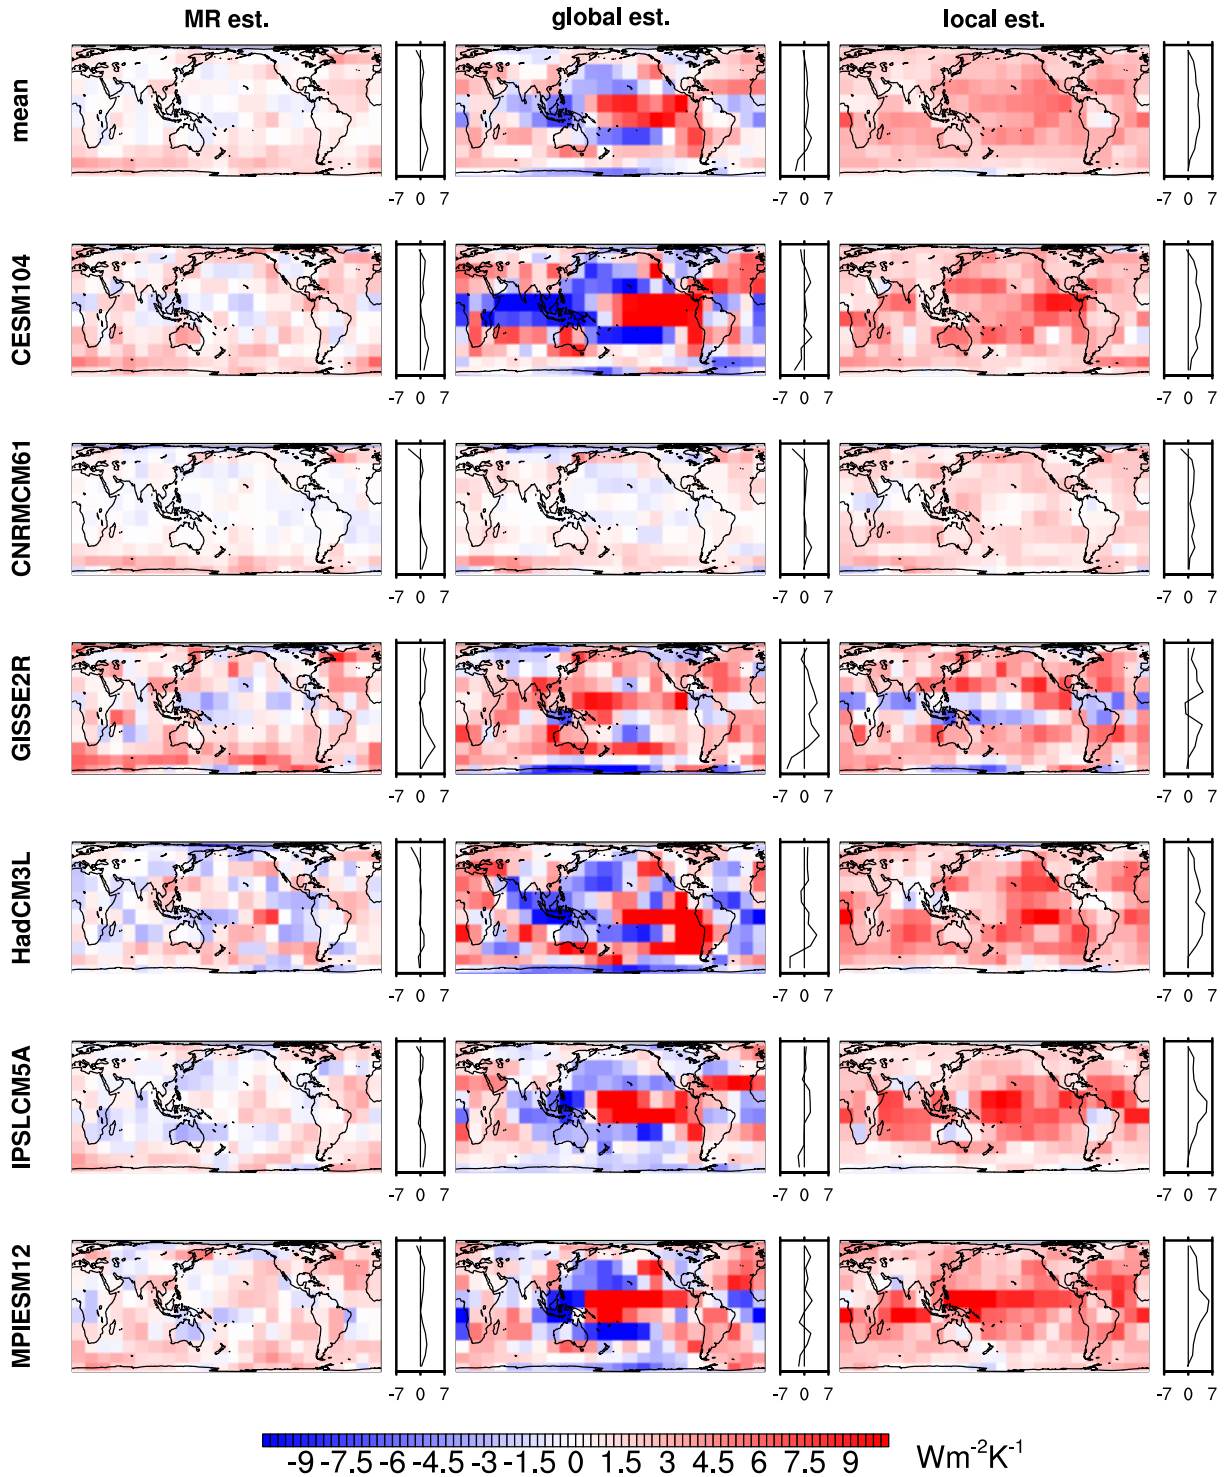 MR est. global est. local est.
mean
-7 0 7 -7 0 7 -7 0 7
CESM104
-7 0 7 -7 0 7 -7 0 7
CNRMCM61
-7 0 7 -7 0 7 -7 0 7
GISSE2R
-7 0 7 -7 0 7 -7 0 7
HadCM3L
-7 0 7 -7 0 7 -7 0 7
IPSLCM5A
-7 0 7 -7 0 7 -7 0 7
MPIESM12
-7 0 7 -7 0 7 -7 0 7
-9 -7.5 -6 -4.5 -3 -1.5 0 1.5 3 4.5 6 7.5 9 Wm⁻²K⁻¹